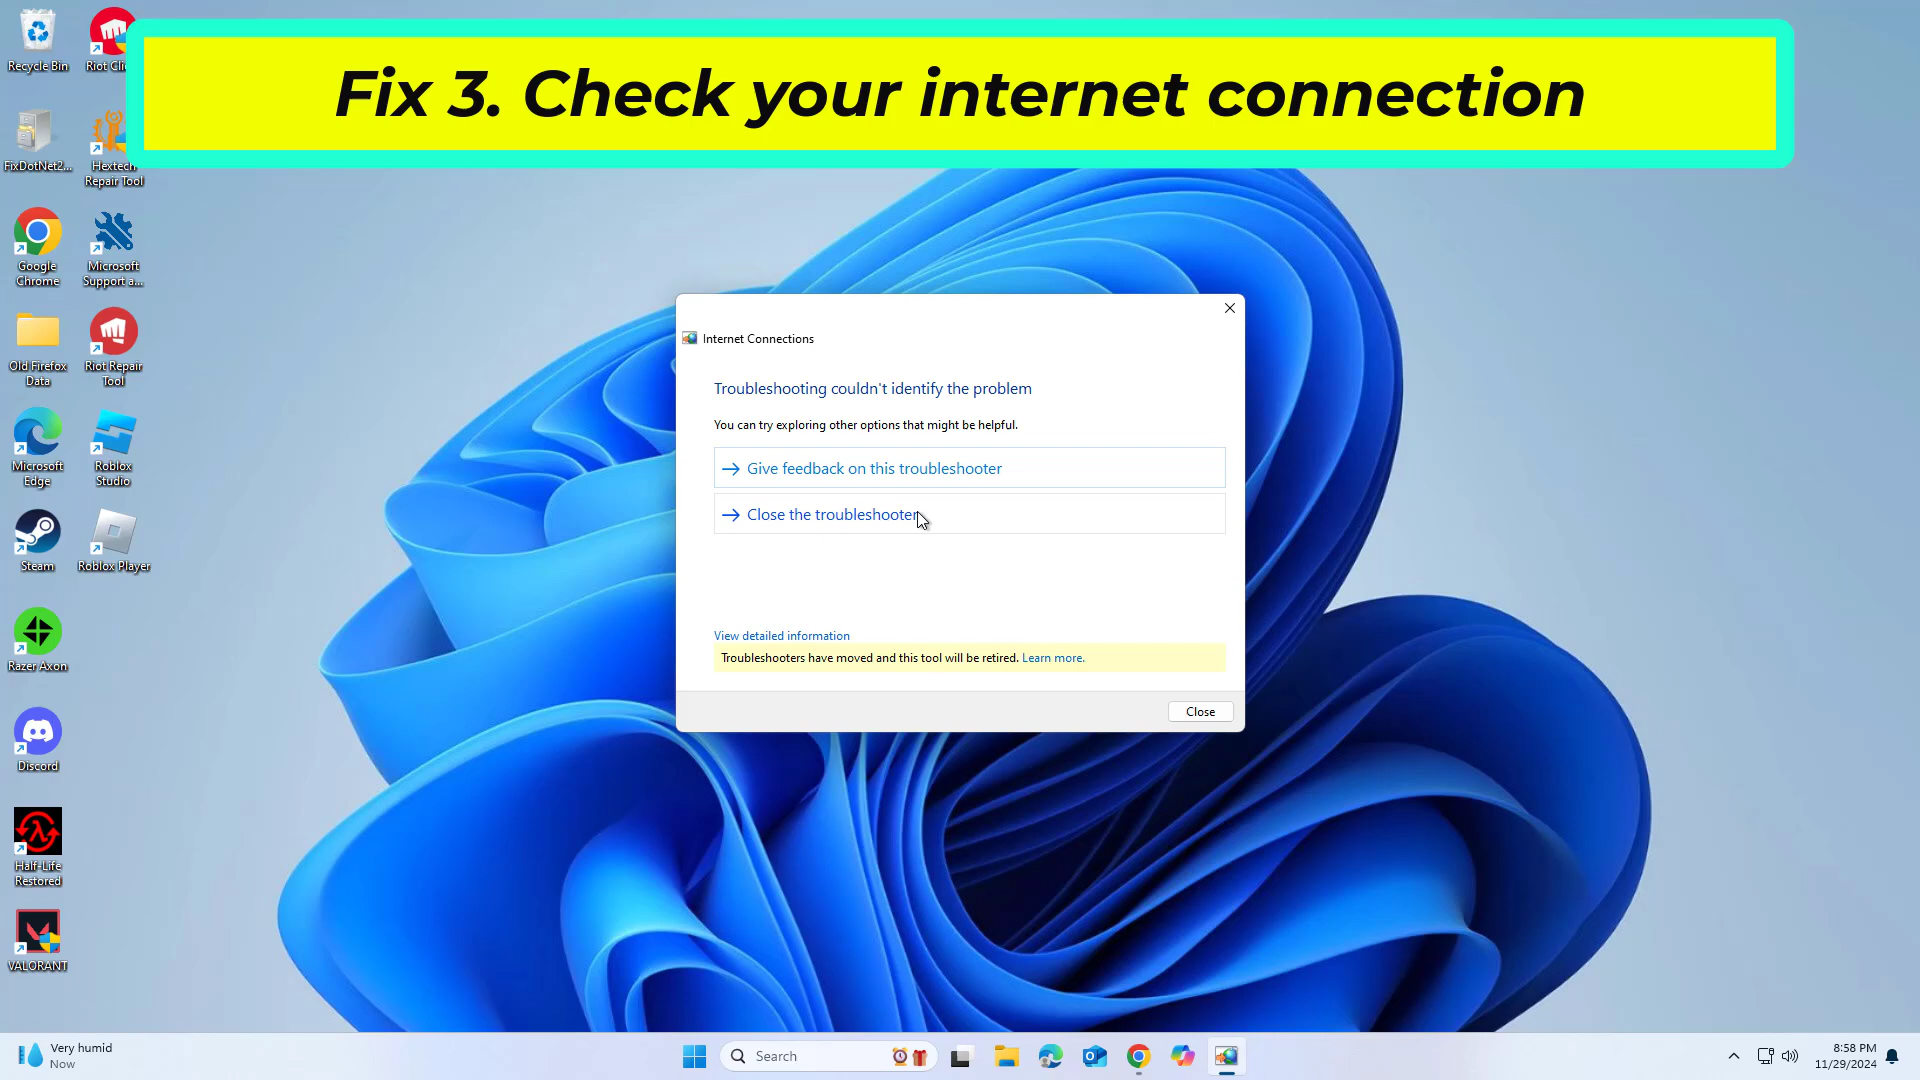 Fix 3. Check your internet connection
Recycle Bin
Riot Cli
FixDotNet2...
Hextech
Repair Tool
Google
Chrome
Microsoft
Support a...
Old Firefox
Data
Riot Repair
Tool
Microsoft
Edge
Roblox
Studio
Steam
Roblox Player
Razer Axon
Discord
Half-Life
Restored
VALORANT
Internet Connections
Troubleshooting couldn't identify the problem
You can try exploring other options that might be helpful.
Give feedback on this troubleshooter
Close the troubleshooter
View detailed information
Troubleshooters have moved and this tool will be retired. Learn more.
Close
Very humid
Now
Search
8:58 PM
11/29/2024